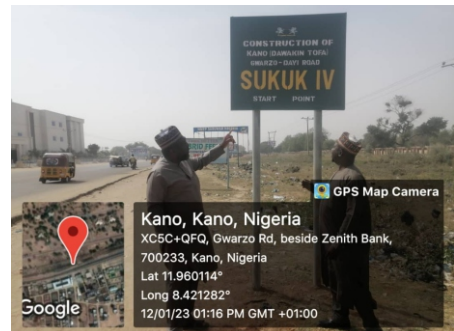 CONSTRUCTION OF
KANO (DAWAKIN TOFA)
GWARZO-DAYI ROAD
SUKUK IV
START POINT
GPS Map Camera
Kano, Kano, Nigeria
XC5C+QFQ, Gwarzo Rd, beside Zenith Bank,
700233, Kano, Nigeria
Lat 11.960114°
Long 8.421282°
12/01/23 01:16 PM GMT +01:00
Google